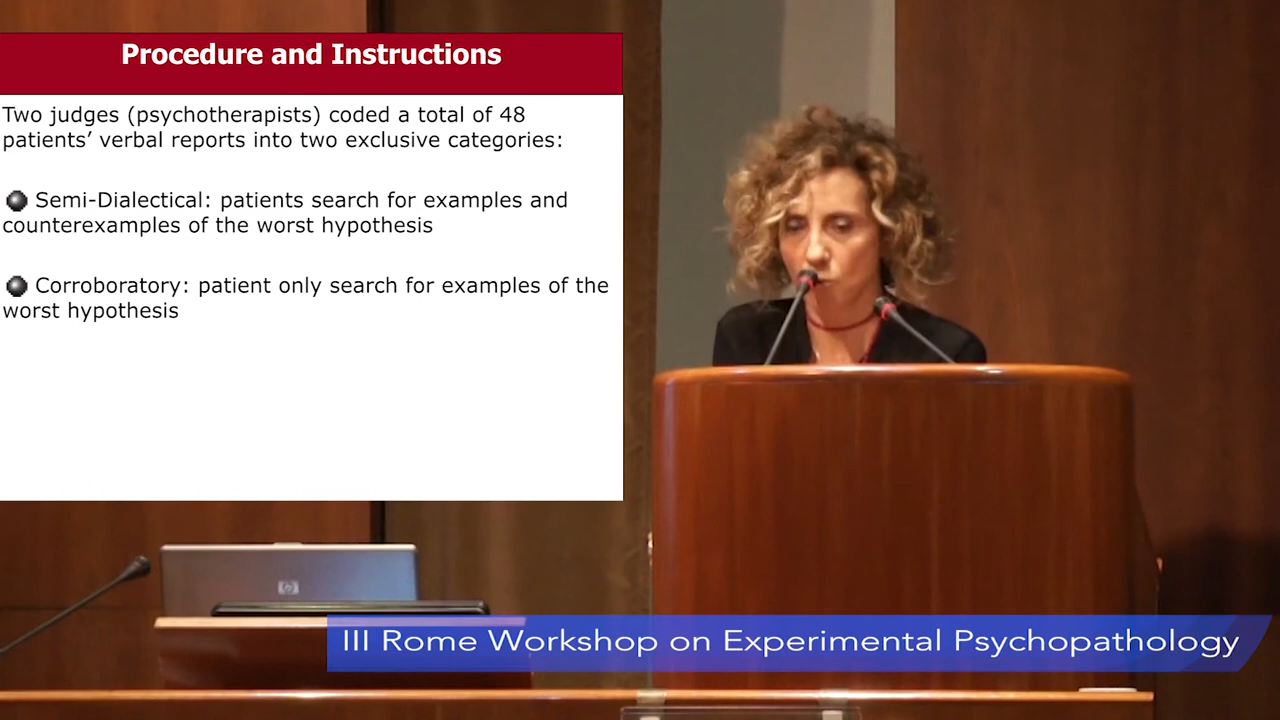 Procedure and Instructions
Two judges (psychotherapists) coded a total of 48
patients’ verbal reports into two exclusive categories:
Semi-Dialectical: patients search for examples and
counterexamples of the worst hypothesis
Corroboratory: patient only search for examples of the
worst hypothesis
hp
III Rome Workshop on Experimental Psychopathology